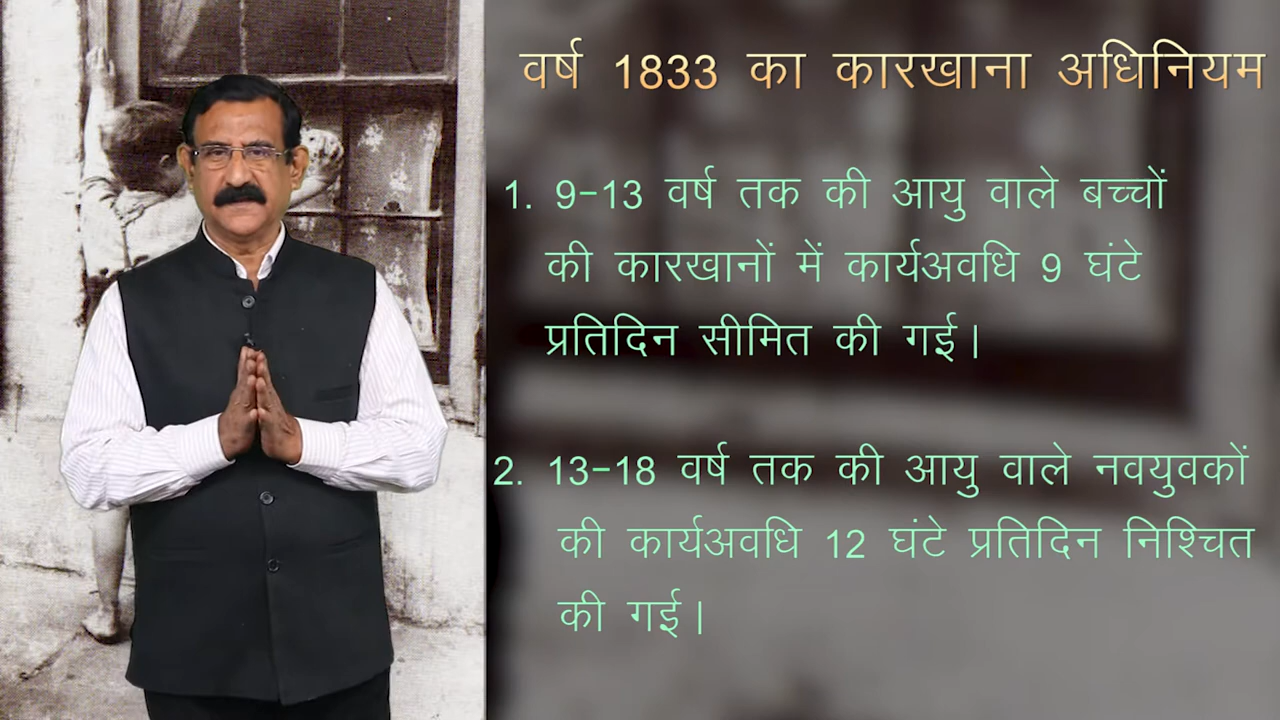 वर्ष 1833 का कारखाना अधिनियम
1. 9-13 वर्ष तक की आयु वाले बच्चों
की कारखानों में कार्यअवधि 9 घंटे
प्रतिदिन सीमित की गई।
2. 13-18 वर्ष तक की आयु वाले नवयुवकों
की कार्यअवधि 12 घंटे प्रतिदिन निश्चित
की गई।